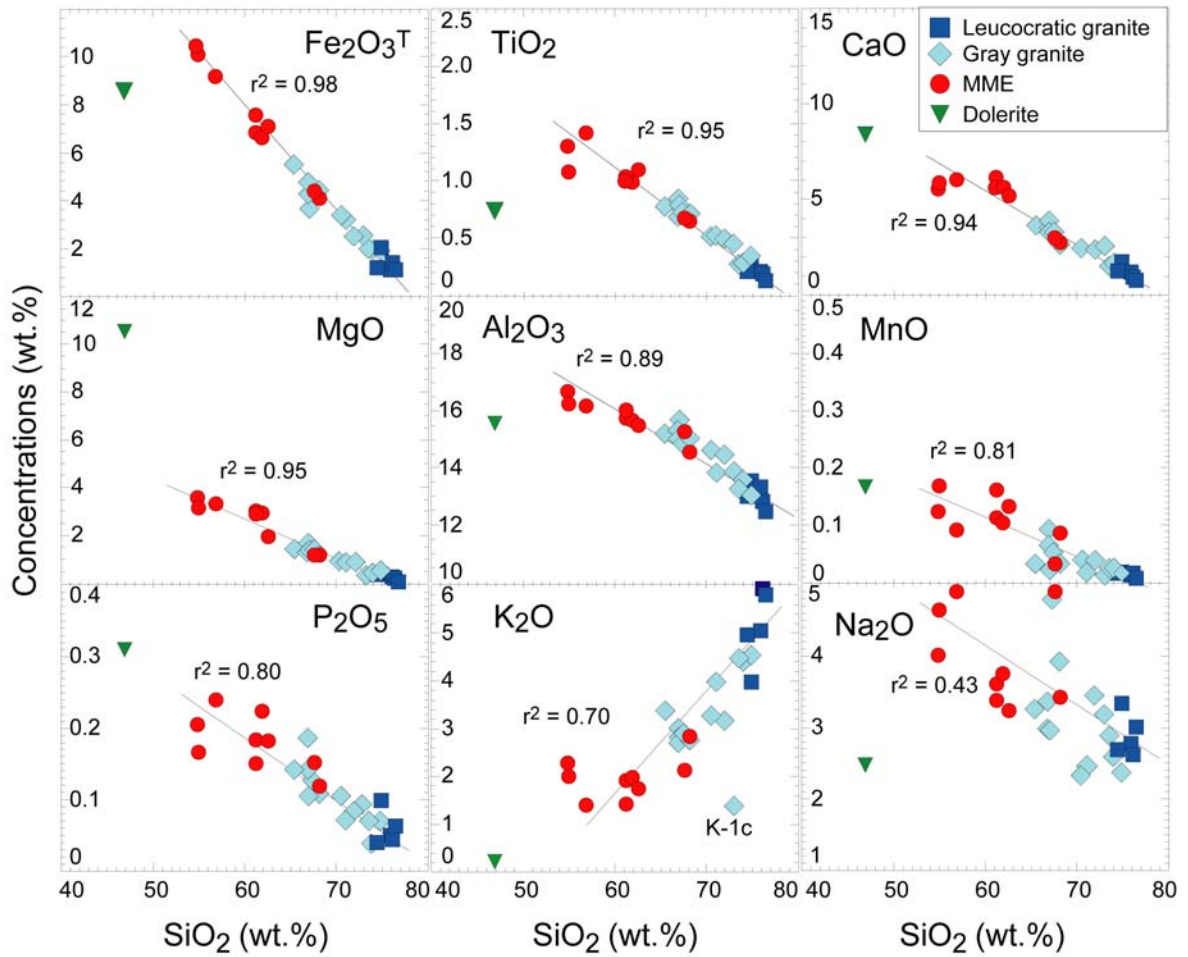 Concentrations (wt.%)
Fe2O3T
r2 = 0.98
10
8
6
4
2
TiO2
r2 = 0.95
2.5
2.0
1.5
1.0
0.5
0
CaO
r2 = 0.94
15
10
5
0
Leucocratic granite
Gray granite
MME
Dolerite
MgO
r2 = 0.95
12
10
8
6
4
2
Al2O3
r2 = 0.89
20
18
16
14
12
10
MnO
r2 = 0.81
0.5
0.4
0.3
0.2
0.1
0
P2O5
r2 = 0.80
0.4
0.3
0.2
0.1
0
K2O
r2 = 0.70
K-1c
6
5
4
3
2
1
0
Na2O
r2 = 0.43
5
4
3
2
1
40 50 60 70 80
40 50 60 70 80
40 50 60 70 80
SiO2 (wt.%)
SiO2 (wt.%)
SiO2 (wt.%)